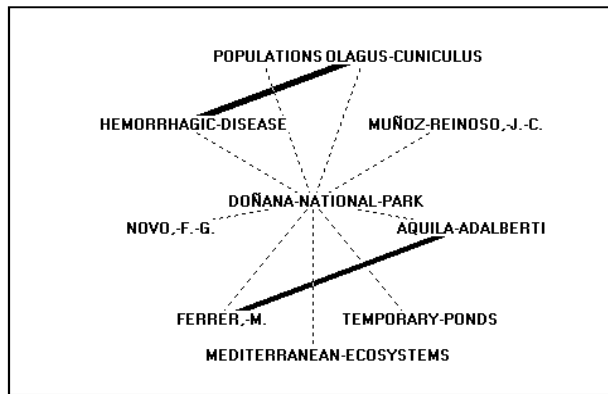 POPULATIONS OLAGUS-CUNICULUS
HEMORRHAGIC-DISEASE
MUÑOZ-REINOSO,-J.-C.
DOÑANA-NATIONAL-PARK
NOVO,-F.-G.
AQUILA-ADALBERTI
FERRER,-M.
TEMPORARY-PONDS
MEDITERRANEAN-ECOSYSTEMS